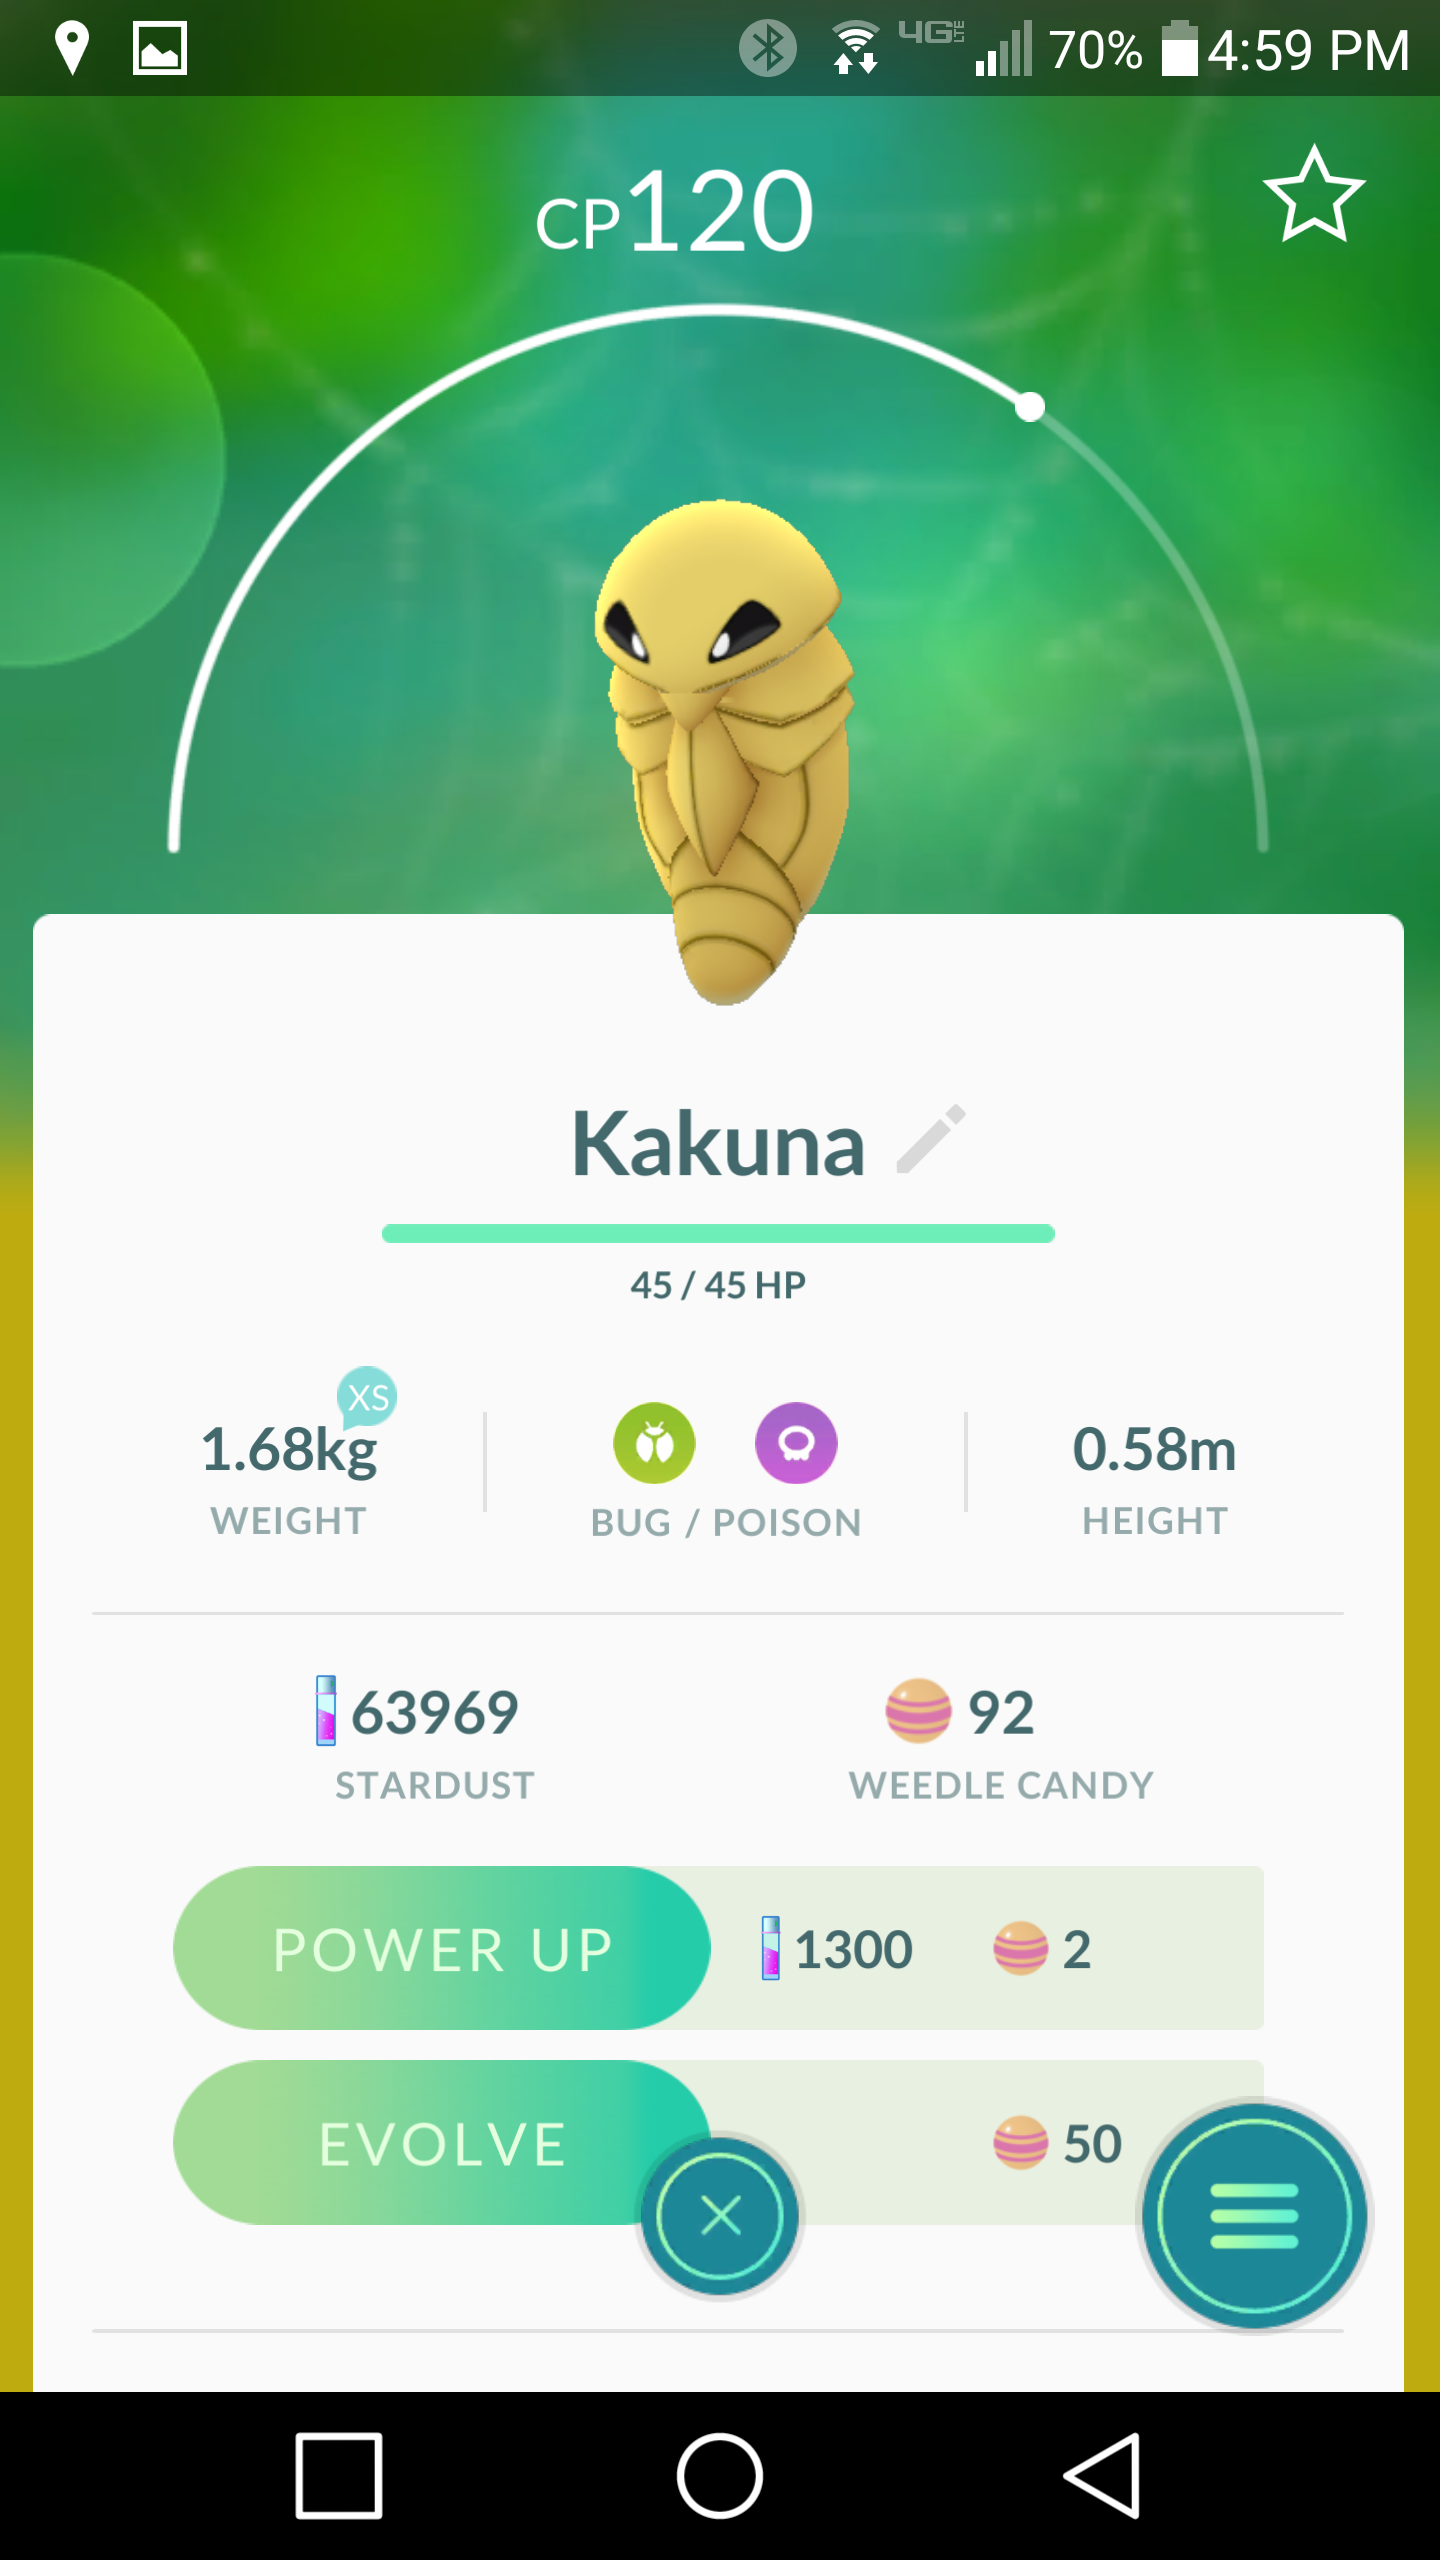 4G LTE 70% 4:59 PM
CP120
Kakuna
45 / 45 HP
XS
1.68kg
WEIGHT
BUG / POISON
0.58m
HEIGHT
63969
STARDUST
92
WEEDLE CANDY
POWER UP 1300 2
EVOLVE 50